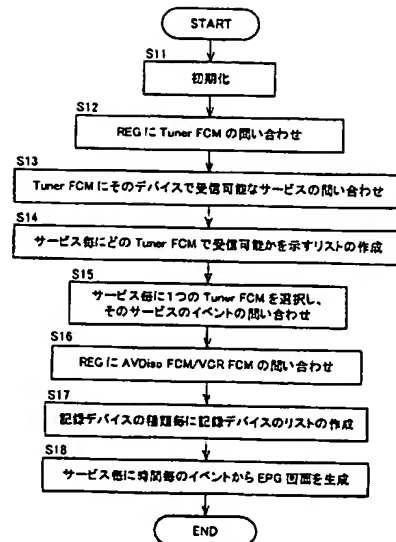 START
S11
初期化
S12
REG に Tuner FCM の問い合わせ
S13
Tuner FCM にそのデバイスで受信可能なサービスの問い合わせ
S14
サービス毎にどの Tuner FCM で受信可能かを示すリストの作成
S15
サービス毎に1つの Tuner FCM を選択し、
そのサービスのイベントの問い合わせ
S16
REG に AVDisc FCM/VCR FCM の問い合わせ
S17
記録デバイスの種類毎に記録デバイスのリストの作成
S18
サービス毎に時間毎のイベントから EPG 画面を生成
END